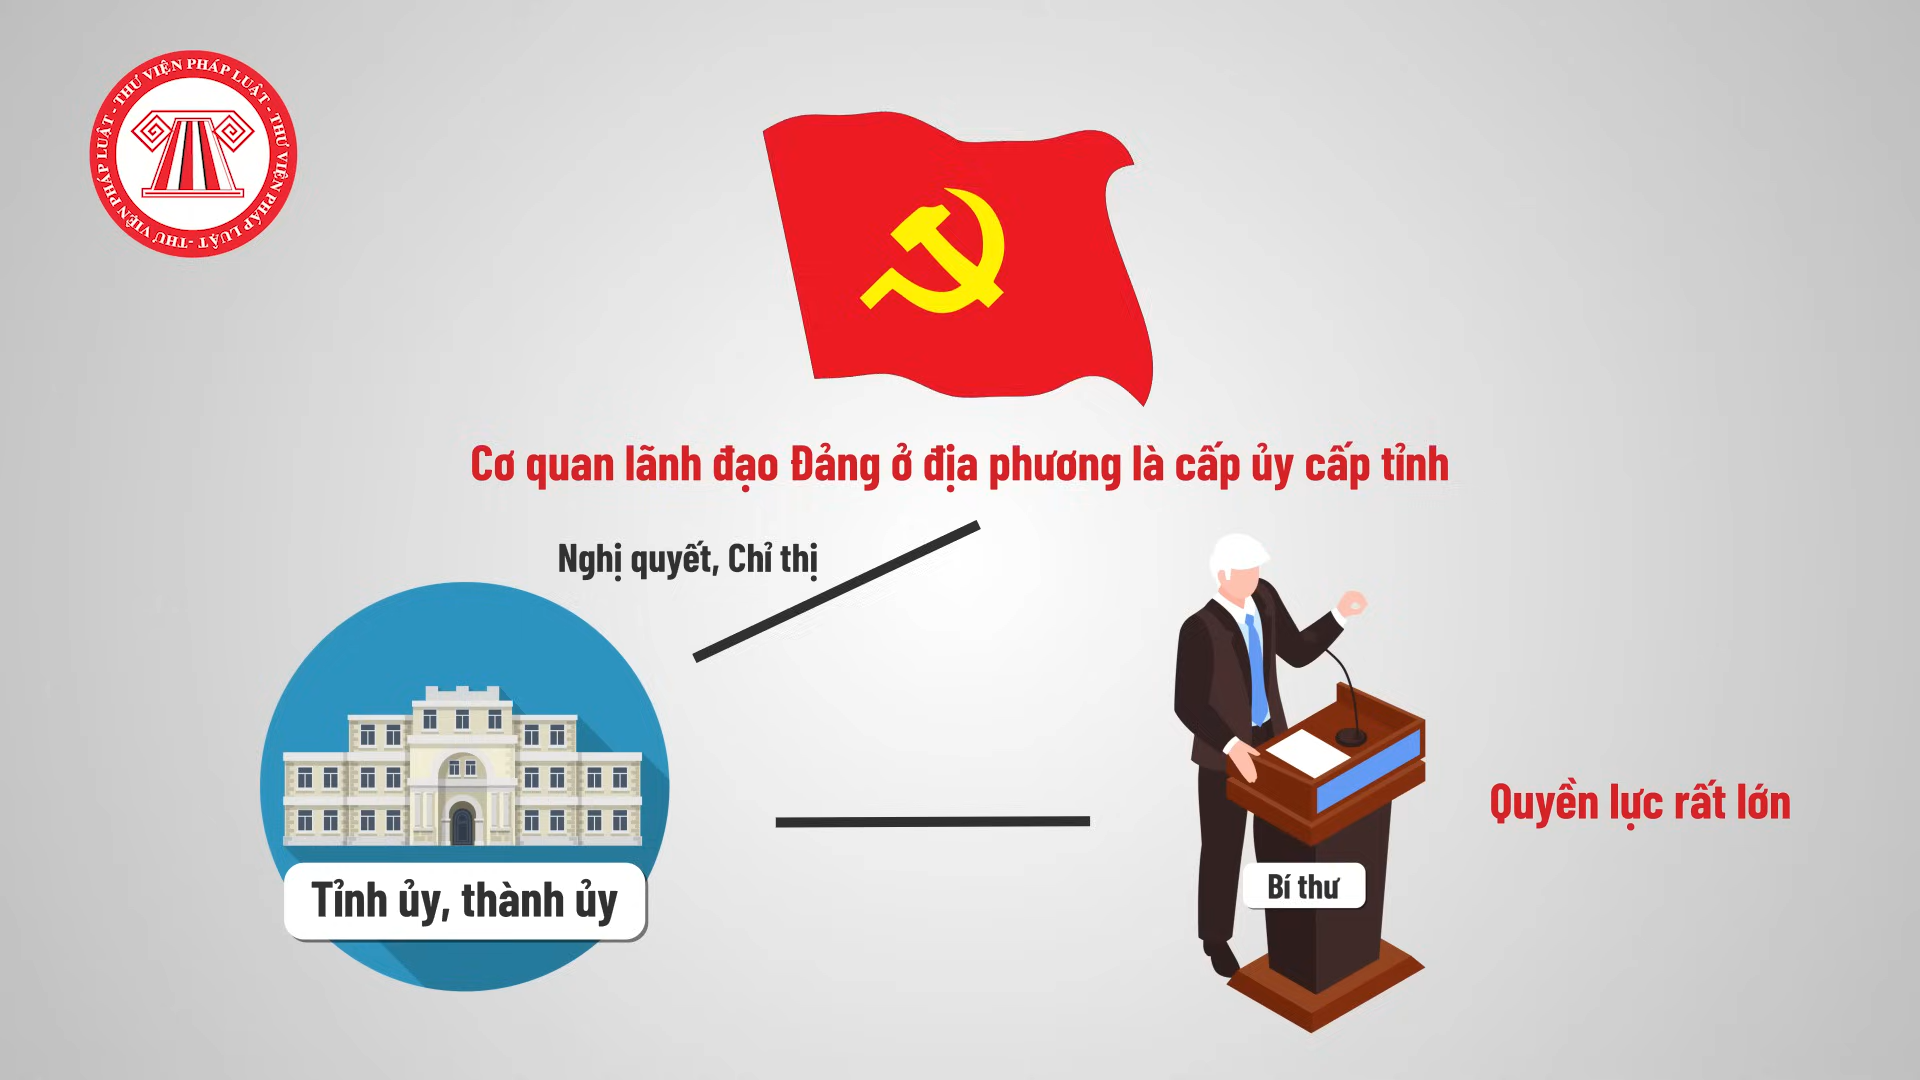 THƯ VIỆN PHÁP LUẬT - THƯ VIỆN PHÁP LUẬT - THƯ VIỆN PHÁP LUẬT -
Cơ quan lãnh đạo Đảng ở địa phương là cấp ủy cấp tỉnh
Nghị quyết, Chỉ thị
Quyền lực rất lớn
Tỉnh ủy, thành ủy
Bí thư